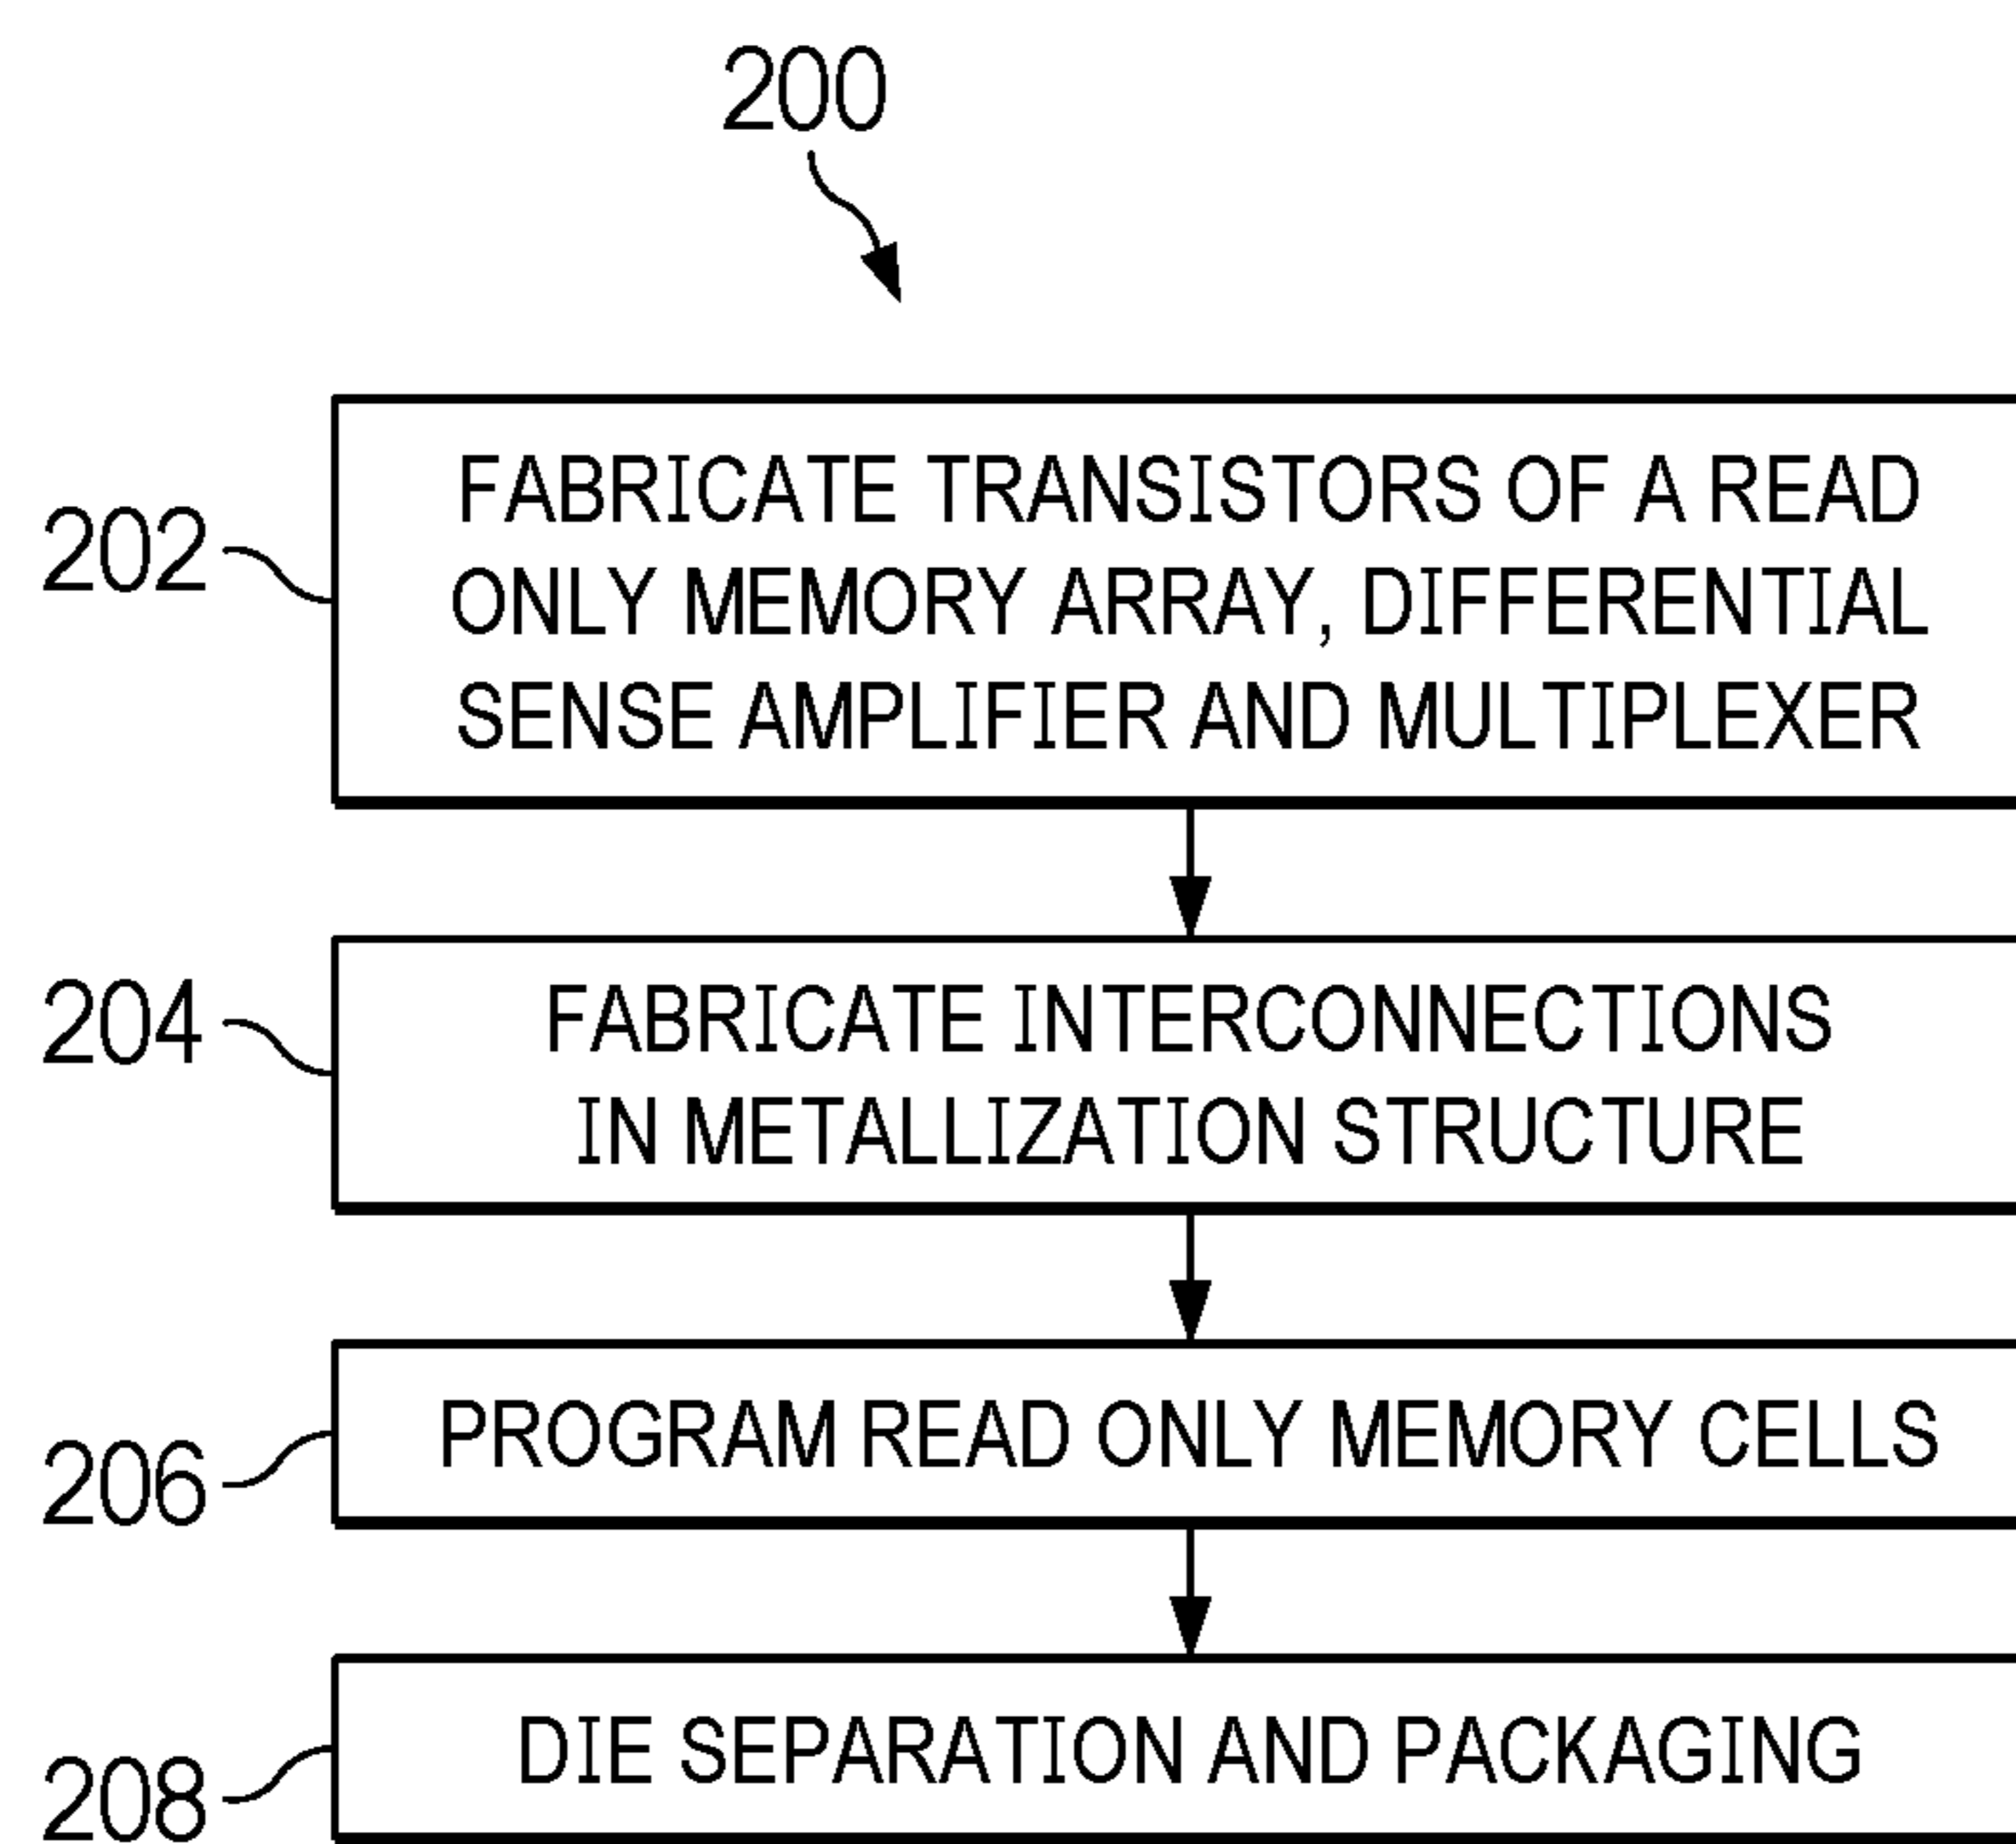 200
202
FABRICATE TRANSISTORS OF A READ
ONLY MEMORY ARRAY, DIFFERENTIAL
SENSE AMPLIFIER AND MULTIPLEXER
204
FABRICATE INTERCONNECTIONS
IN METALLIZATION STRUCTURE
206
PROGRAM READ ONLY MEMORY CELLS
208
DIE SEPARATION AND PACKAGING